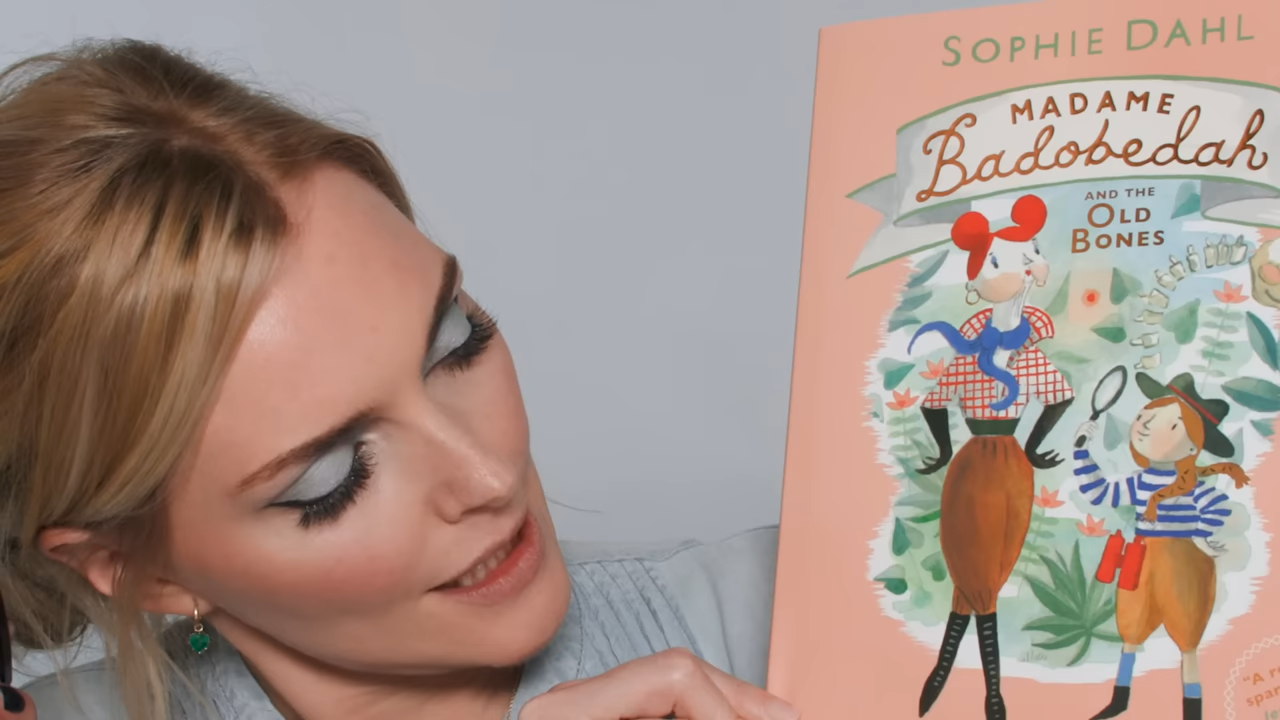 SOPHIE DAHL
MADAME
Badobedah
AND THE
OLD
BONES
"A